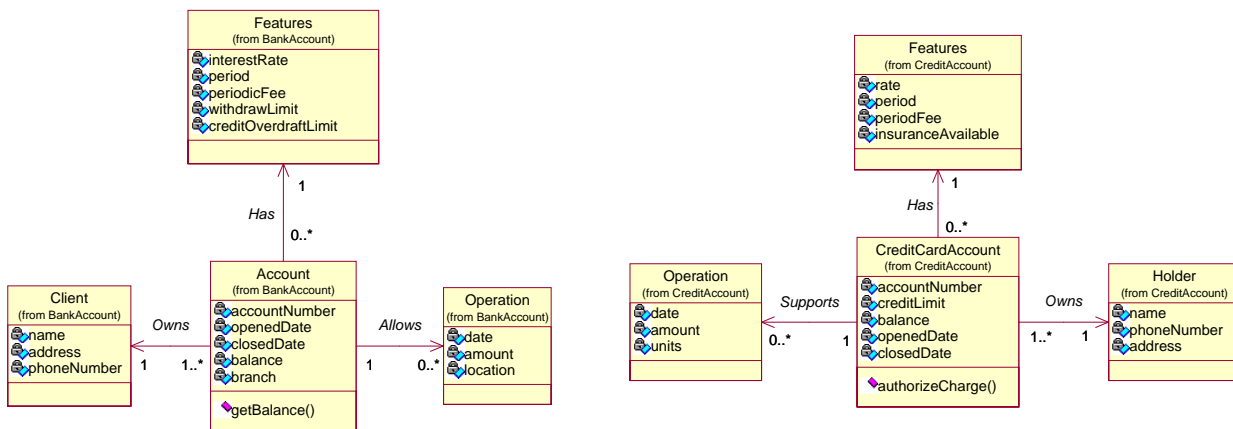 Features
(from BankAccount)
interestRate
period
periodicFee
withdrawLimit
creditOverdraftLimit
1
Has
0..*
Account
(from BankAccount)
accountNumber
openedDate
closedDate
balance
branch
getBalance()
Client
(from BankAccount)
name
address
phoneNumber
Owns
1
1..*
Allows
1
0..*
Operation
(from BankAccount)
date
amount
location
Features
(from CreditAccount)
rate
period
periodFee
insuranceAvailable
1
Has
0..*
CreditCardAccount
(from CreditAccount)
accountNumber
creditLimit
balance
openedDate
closedDate
authorizeCharge()
Operation
(from CreditAccount)
date
amount
units
Supports
0..*
1
Owns
1..*
1
Holder
(from CreditAccount)
name
phoneNumber
address